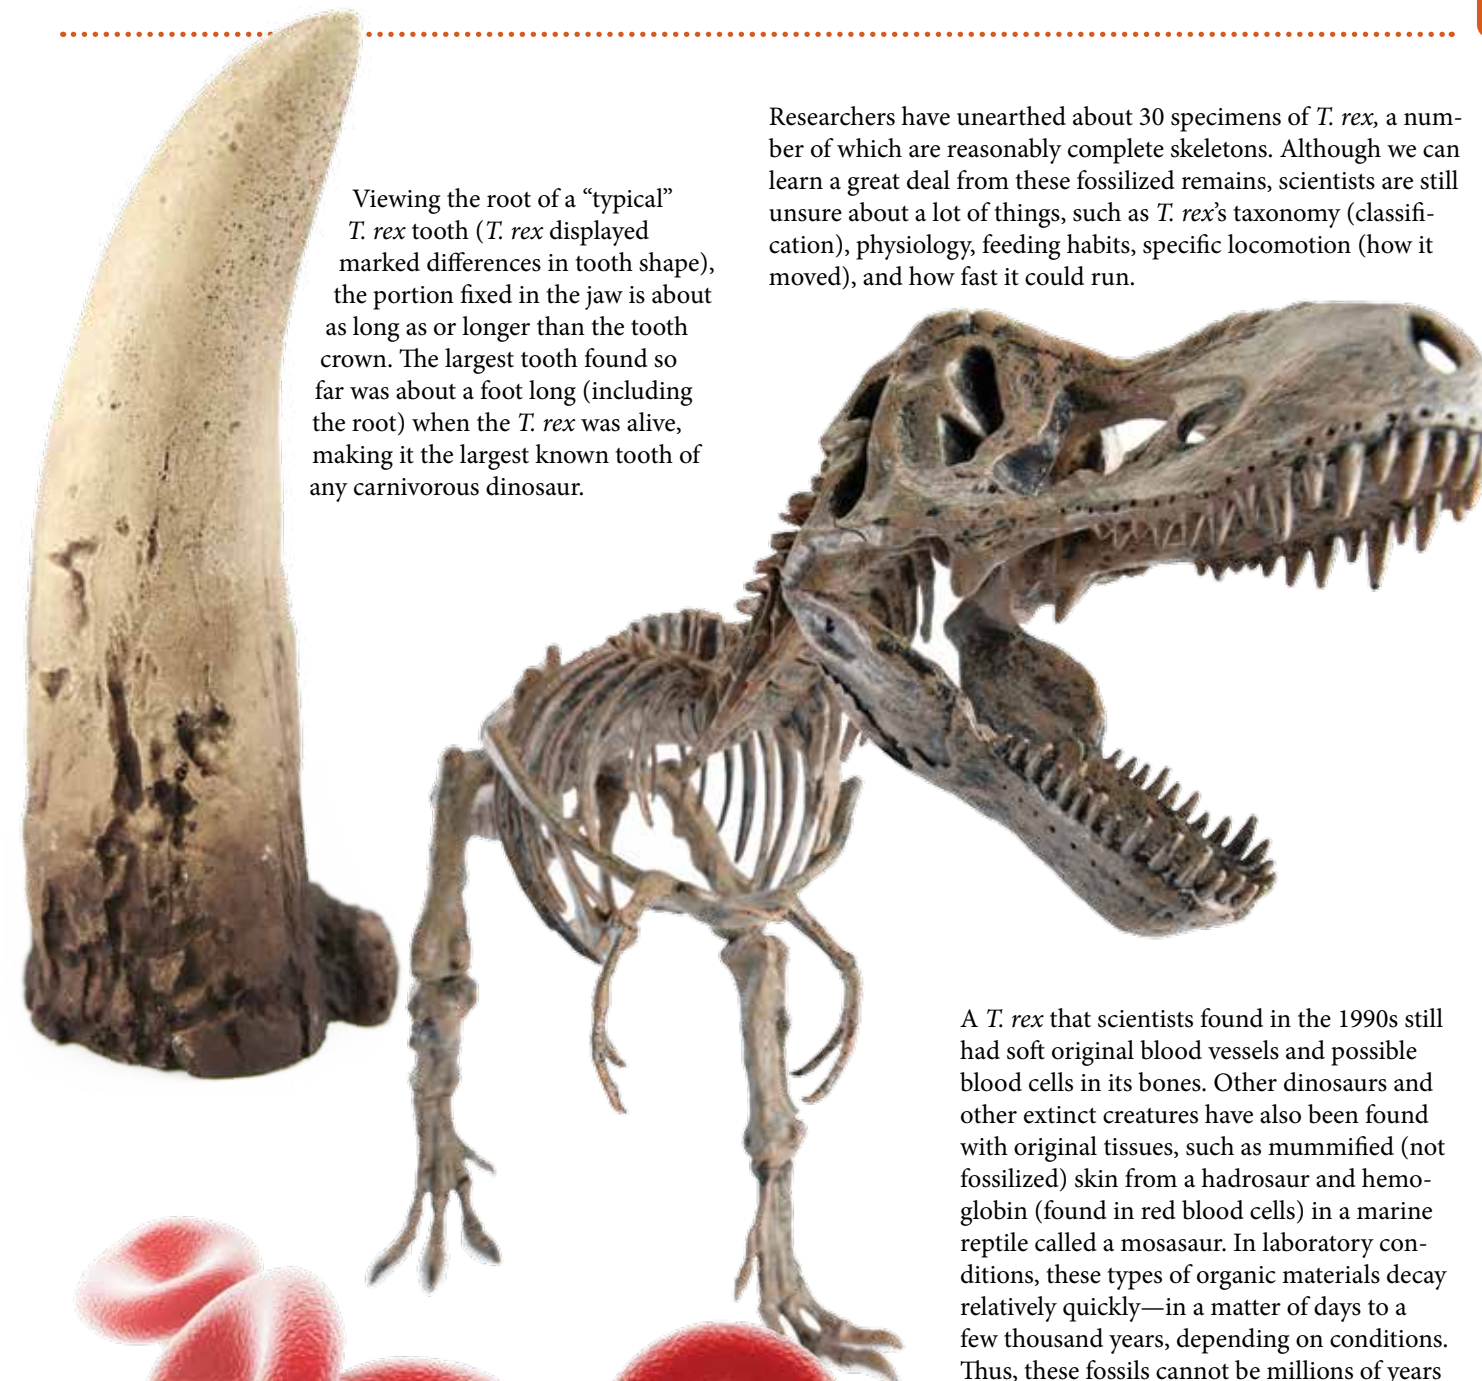 Viewing the root of a “typical”
T. rex tooth (T. rex displayed
marked differences in tooth shape),
the portion fixed in the jaw is about
as long as or longer than the tooth
crown. The largest tooth found so
far was about a foot long (including
the root) when the T. rex was alive,
making it the largest known tooth of
any carnivorous dinosaur.
Researchers have unearthed about 30 specimens of T. rex, a num-
ber of which are reasonably complete skeletons. Although we can
learn a great deal from these fossilized remains, scientists are still
unsure about a lot of things, such as T. rex’s taxonomy (classifi-
cation), physiology, feeding habits, specific locomotion (how it
moved), and how fast it could run.
A T. rex that scientists found in the 1990s still
had soft original blood vessels and possible
blood cells in its bones. Other dinosaurs and
other extinct creatures have also been found
with original tissues, such as mummified (not
fossilized) skin from a hadrosaur and hemo-
globin (found in red blood cells) in a marine
reptile called a mosasaur. In laboratory con-
ditions, these types of organic materials decay
relatively quickly—in a matter of days to a
few thousand years, depending on conditions.
Thus, these fossils cannot be millions of years